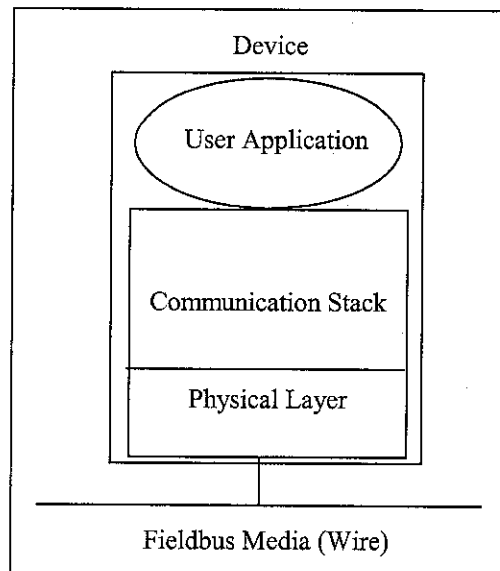 Device
User Application
Communication Stack
Physical Layer
Fieldbus Media (Wire)